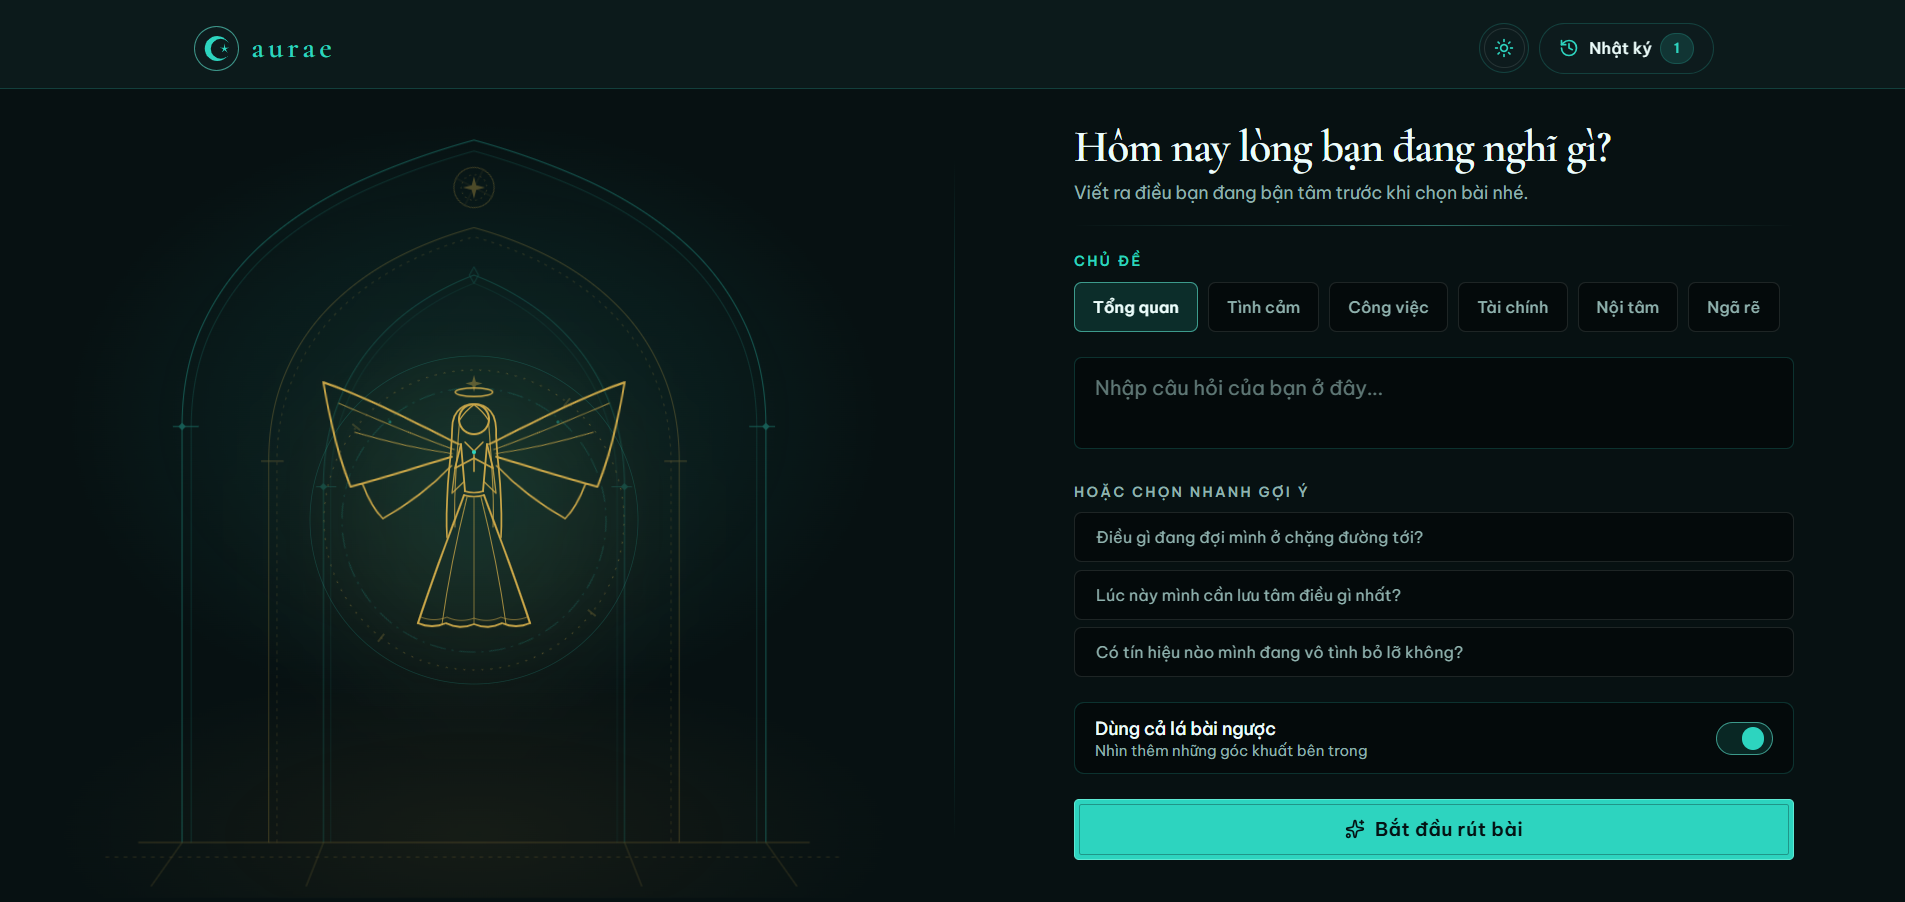 aurae
Nhật ký 1
Hôm nay lòng bạn đang nghĩ gì?
Viết ra điều bạn đang bận tâm trước khi chọn bài nhé.
CHỦ ĐỀ
Tổng quan Tình cảm Công việc Tài chính Nội tâm Ngã rẽ
Nhập câu hỏi của bạn ở đây...
HOẶC CHỌN NHANH GỢI Ý
Điều gì đang đợi mình ở chặng đường tới?
Lúc này mình cần lưu tâm điều gì nhất?
Có tín hiệu nào mình đang vô tình bỏ lỡ không?
Dùng cả lá bài ngược
Nhìn thêm những góc khuất bên trong
Bắt đầu rút bài